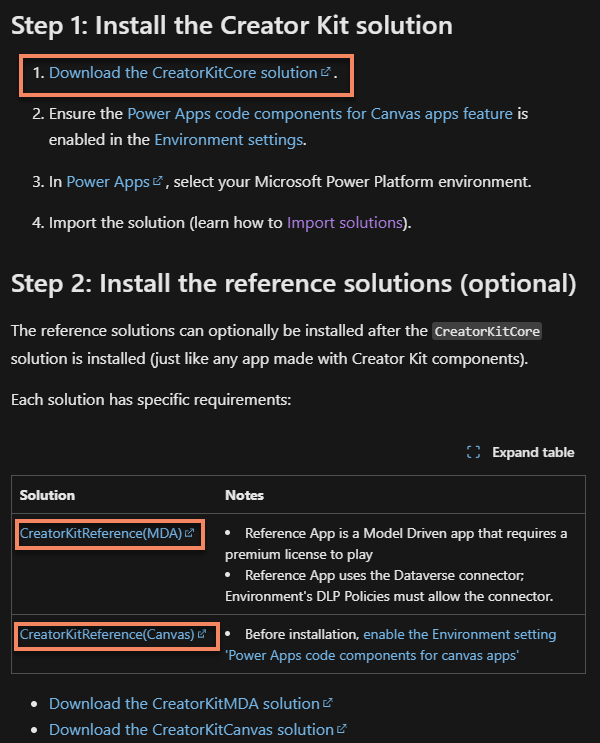 Step 1: Install the Creator Kit solution
1. Download the CreatorKitCore solution.
2. Ensure the Power Apps code components for Canvas apps feature is
enabled in the Environment settings.
3. In Power Apps, select your Microsoft Power Platform environment.
4. Import the solution (learn how to Import solutions).
Step 2: Install the reference solutions (optional)
The reference solutions can optionally be installed after the CreatorKitCore
solution is installed (just like any app made with Creator Kit components).
Each solution has specific requirements:
Expand table
Solution Notes
CreatorKitReference(MDA) • Reference App is a Model Driven app that requires a
premium license to play
• Reference App uses the Dataverse connector;
Environment's DLP Policies must allow the connector.
CreatorKitReference(Canvas) • Before installation, enable the Environment setting
'Power Apps code components for canvas apps'
• Download the CreatorKitMDA solution
• Download the CreatorKitCanvas solution